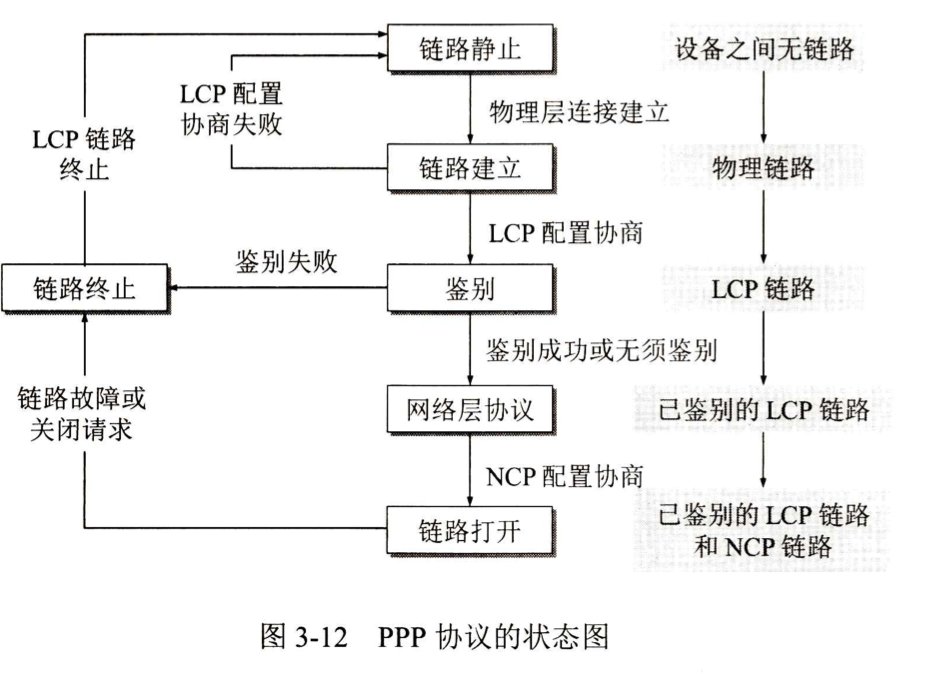 链路静止
设备之间无链路
LCP 配置
协商失败
物理层连接建立
LCP 链路
终止
链路建立
物理链路
LCP 配置协商
鉴别失败
链路终止
鉴别
LCP 链路
鉴别成功或无须鉴别
链路故障或
关闭请求
网络层协议
已鉴别的 LCP 链路
NCP 配置协商
链路打开
已鉴别的 LCP 链路
和 NCP 链路
图 3-12 PPP 协议的状态图